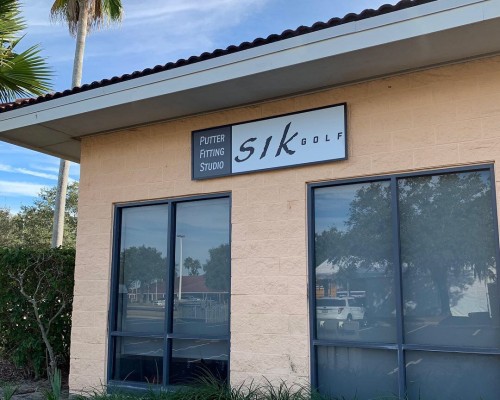 PUTTER
FITTING
STUDIO
SIK GOLF